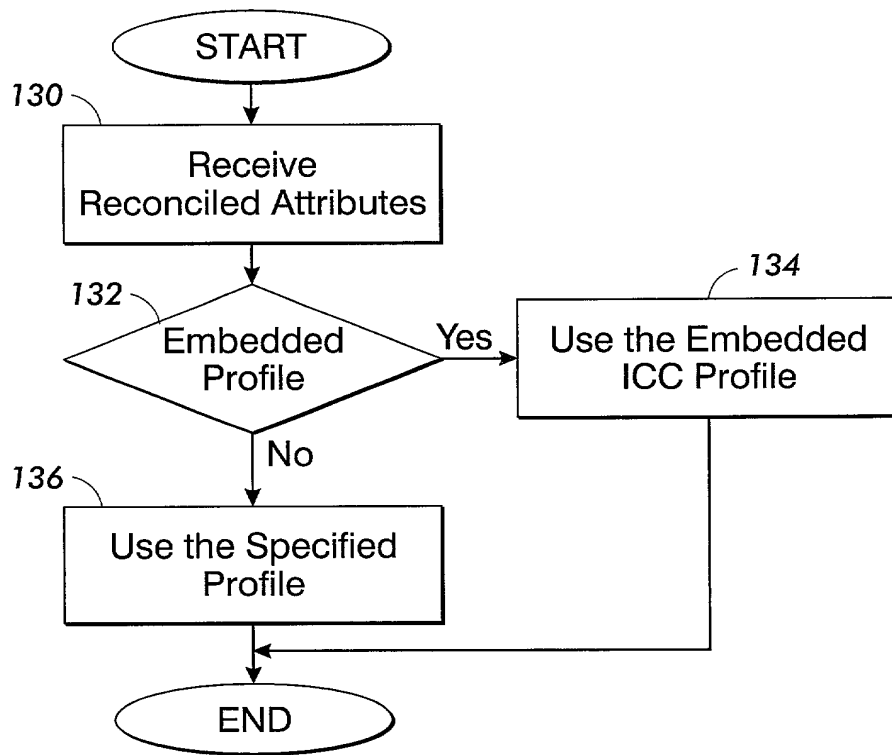 START
130
Receive
Reconciled Attributes
132
Embedded
Profile
Yes
134
Use the Embedded
ICC Profile
No
136
Use the Specified
Profile
END